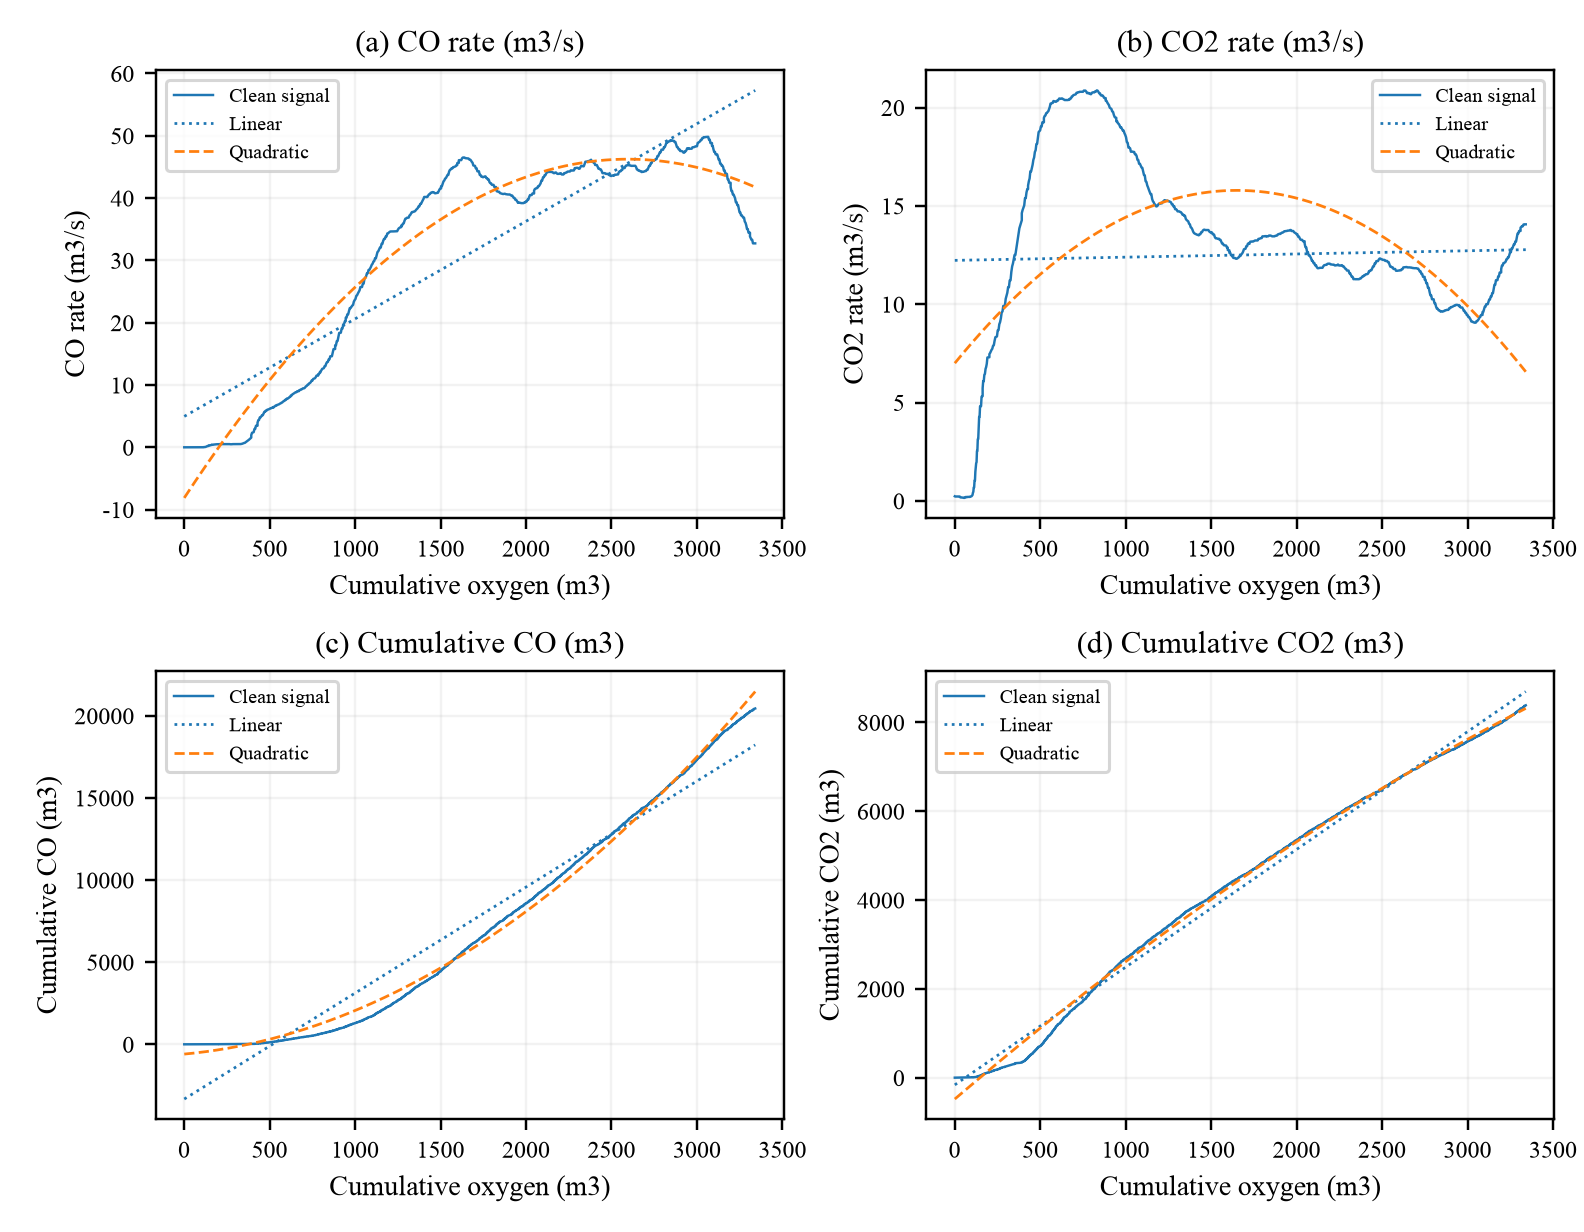 (a) CO rate (m3/s)
60
50
40
30
20
10
0
-10
CO rate (m3/s)
Clean signal
Linear
Quadratic
0 500 1000 1500 2000 2500 3000 3500
Cumulative oxygen (m3)
(b) CO2 rate (m3/s)
20
15
10
5
0
CO2 rate (m3/s)
Clean signal
Linear
Quadratic
0 500 1000 1500 2000 2500 3000 3500
Cumulative oxygen (m3)
(c) Cumulative CO (m3)
20000
15000
10000
5000
0
Cumulative CO (m3)
Clean signal
Linear
Quadratic
0 500 1000 1500 2000 2500 3000 3500
Cumulative oxygen (m3)
(d) Cumulative CO2 (m3)
8000
6000
4000
2000
0
Cumulative CO2 (m3)
Clean signal
Linear
Quadratic
0 500 1000 1500 2000 2500 3000 3500
Cumulative oxygen (m3)